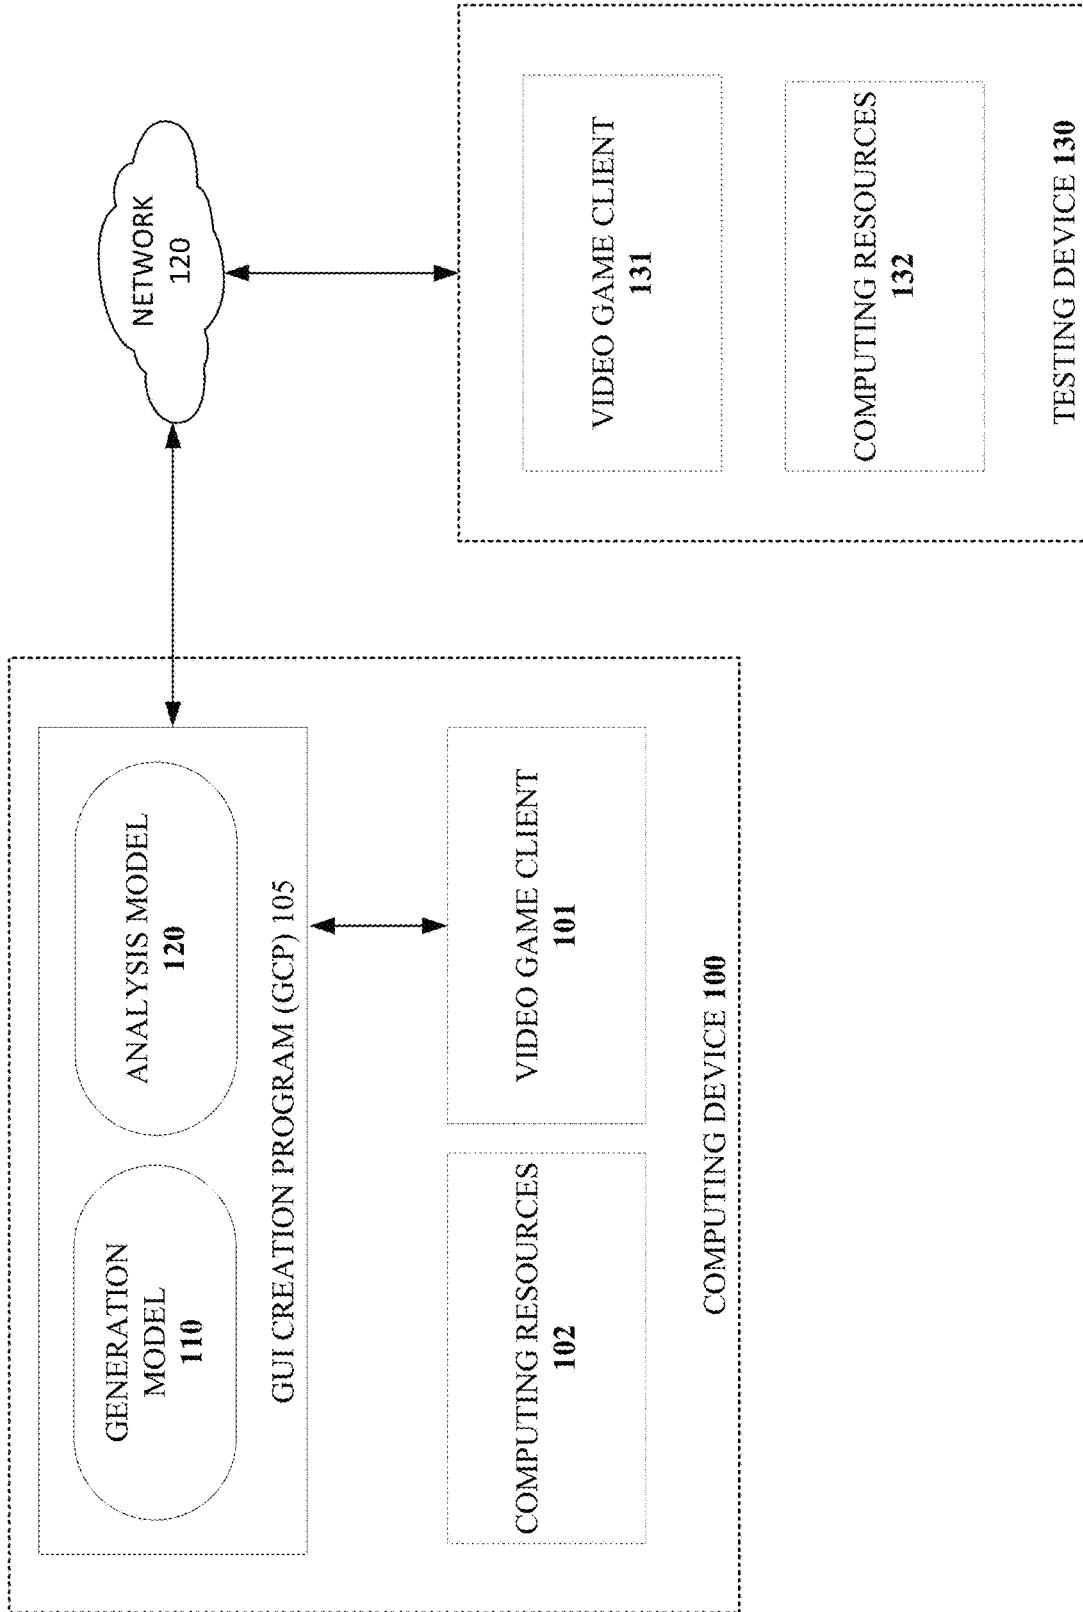 GENERATION
MODEL
110
ANALYSIS MODEL
120
GUI CREATION PROGRAM (GCP) 105
COMPUTING RESOURCES
102
VIDEO GAME CLIENT
101
COMPUTING DEVICE 100
NETWORK
120
VIDEO GAME CLIENT
131
COMPUTING RESOURCES
132
TESTING DEVICE 130